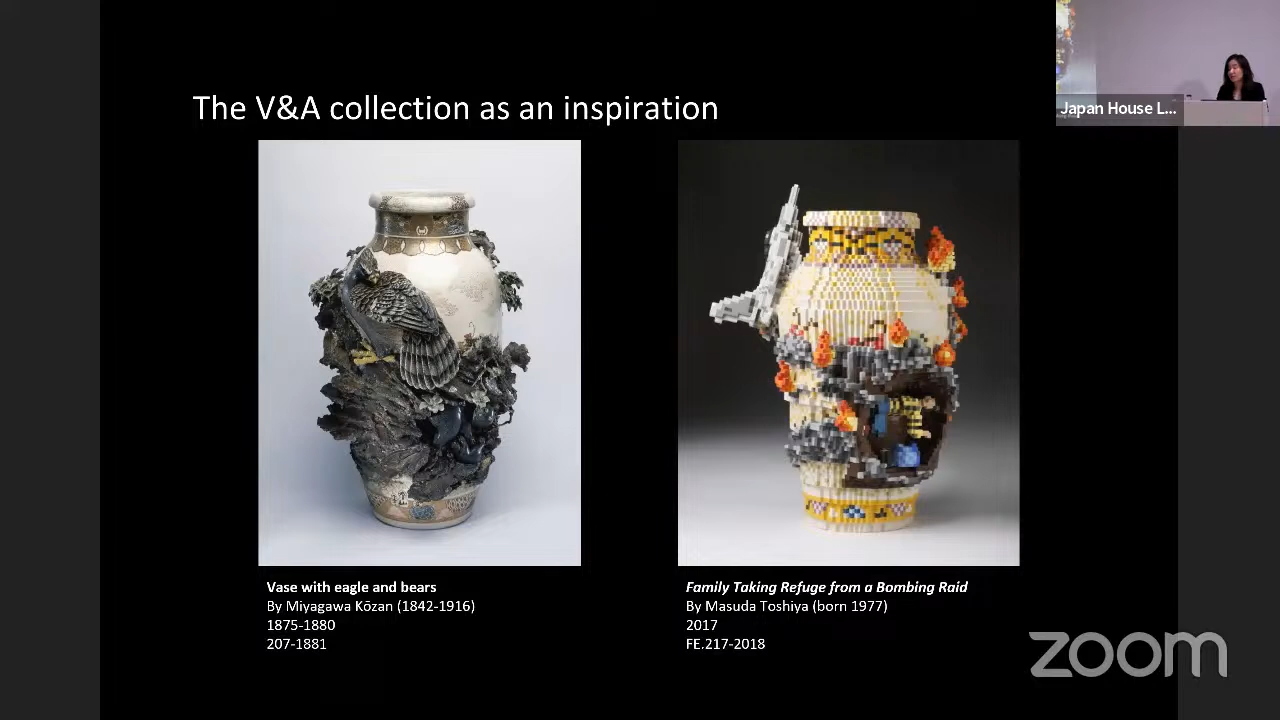 Japan House L...
The V&A collection as an inspiration
Vase with eagle and bears
By Miyagawa Kōzan (1842-1916)
1875-1880
207-1881
Family Taking Refuge from a Bombing Raid
By Masuda Toshiya (born 1977)
2017
FE.217-2018
zoom